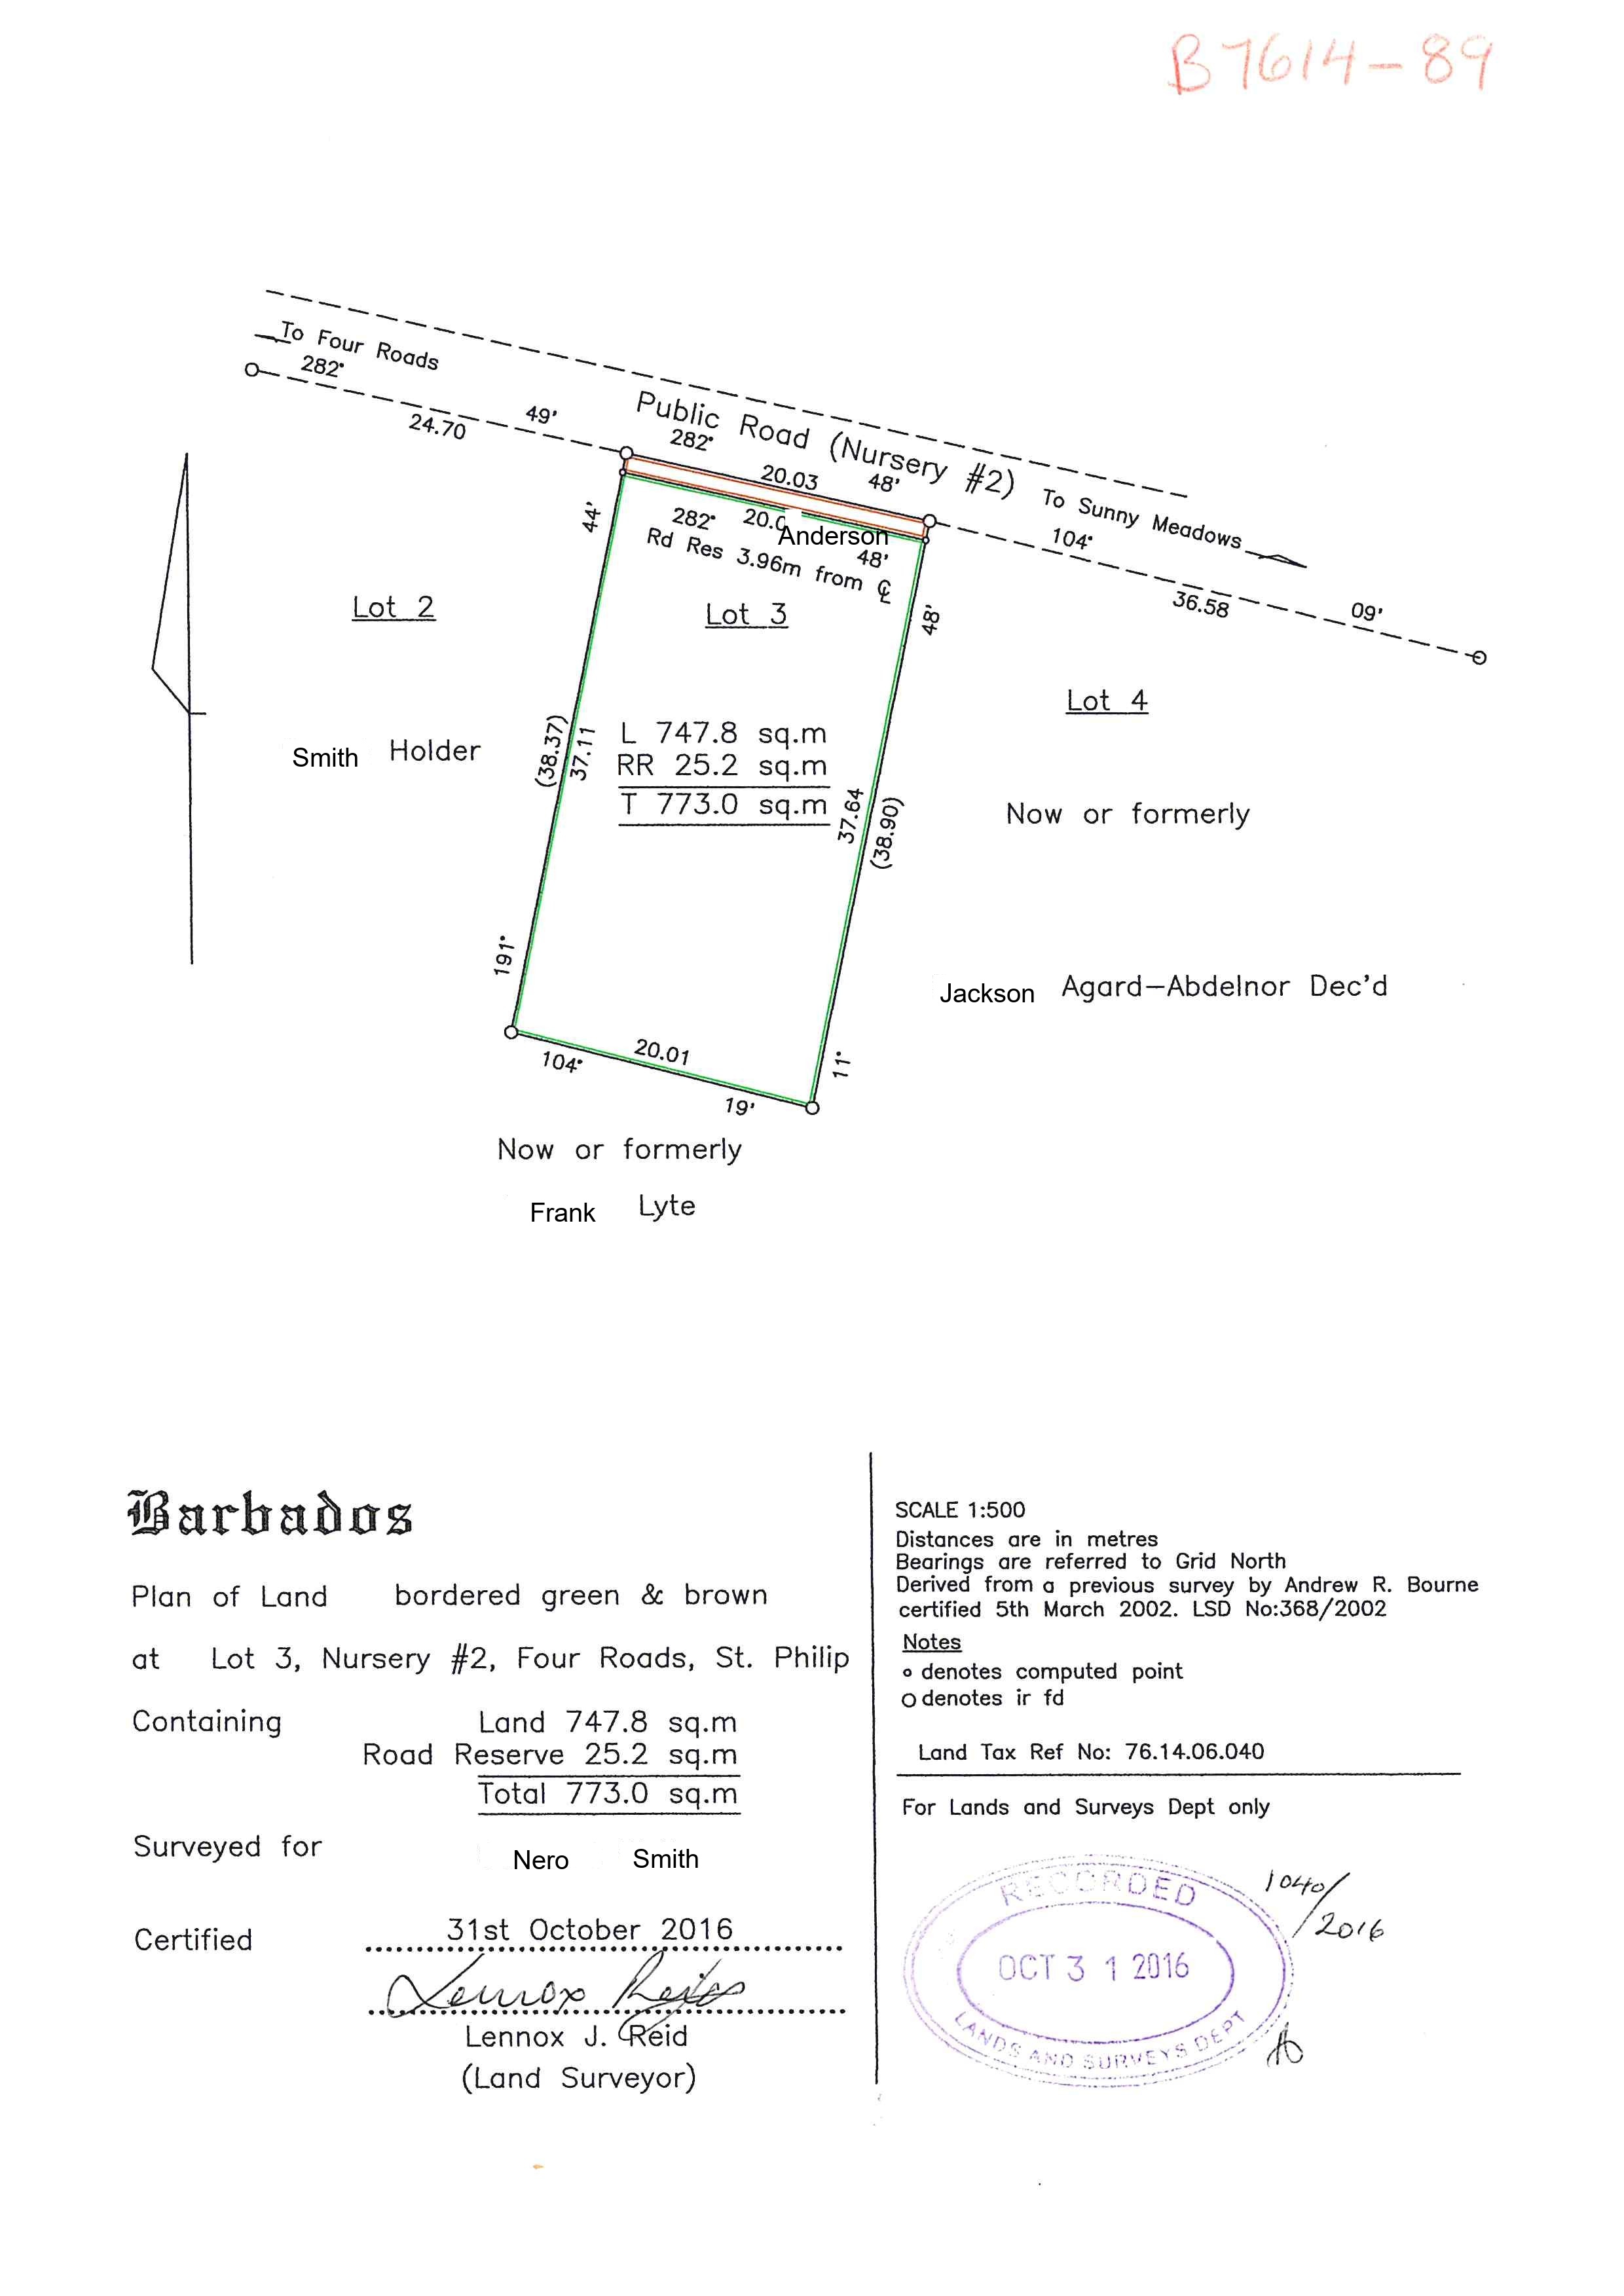 B7614-89
To Four Roads
282°
49'
24.70
Public Road (Nursery #2)
282°
20.03
48'
To Sunny Meadows
104°
09'
36.58
44'
282°
20.0
Anderson
48'
Rd Res 3.96m from ℄
48'
Lot 2
Lot 3
Lot 4
Smith Holder
(38.37)
37.11
L 747.8 sq.m
RR 25.2 sq.m
T 773.0 sq.m
37.64
(38.90)
Now or formerly
Jackson Agard-Abdelnor Dec'd
191°
11°
20.01
104°
19'
Now or formerly
Frank Lyte
Barbados
Plan of Land bordered green & brown
at Lot 3, Nursery #2, Four Roads, St. Philip
Containing Land 747.8 sq.m
Road Reserve 25.2 sq.m
Total 773.0 sq.m
Surveyed for Nero Smith
Certified 31st October 2016
Lennox Reid
Lennox J. Reid
(Land Surveyor)
SCALE 1:500
Distances are in metres
Bearings are referred to Grid North
Derived from a previous survey by Andrew R. Bourne
certified 5th March 2002. LSD No:368/2002
Notes
o denotes computed point
O denotes ir fd
Land Tax Ref No: 76.14.06.040
For Lands and Surveys Dept only
RECORDED
OCT 31 2016
LANDS AND SURVEYS DEPT
1040/
2016